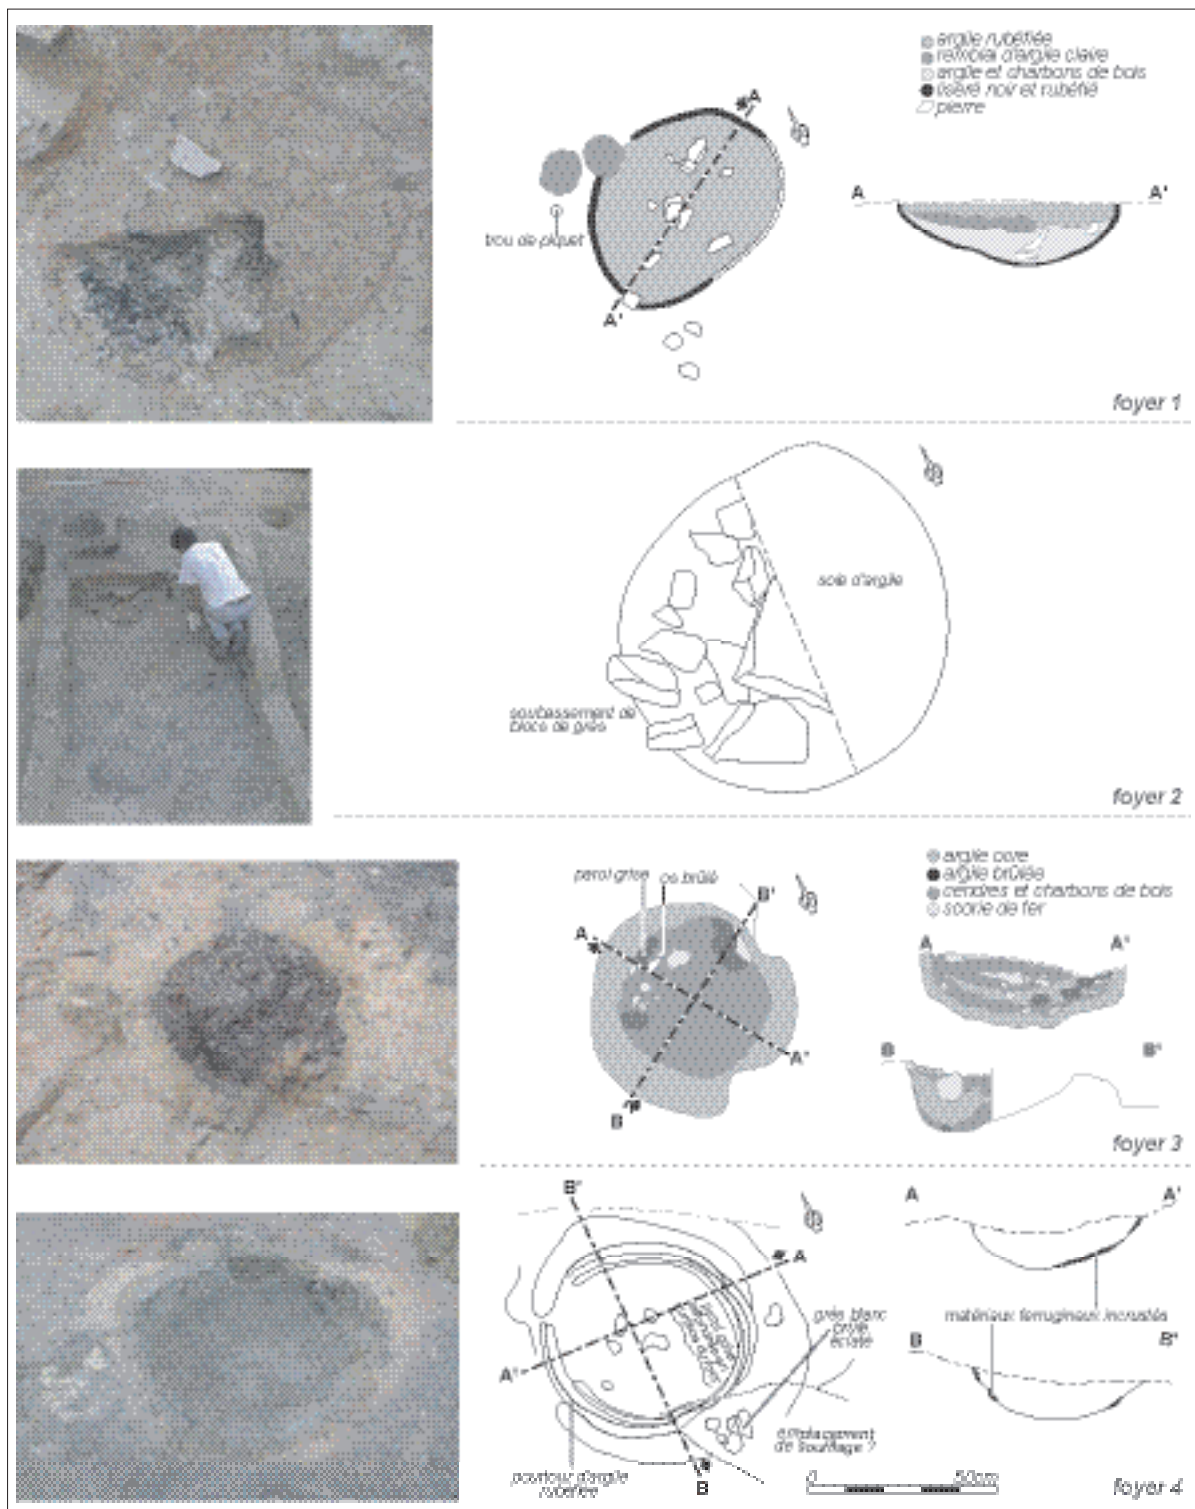 argile rubéfiée
remblai d'argile claire
argile et charbons de bois
liseré noir et rubéfié
pierre
A
A
A'
trou de piquet
A'
foyer 1
sole d'argile
soubassement de
blocs de grès
foyer 2
argile ocre
argile brûlée
cendres et charbons de bois
scorie de fer
paroi grise
os brûlé
B'
A
A
A'
A'
B
B'
B
foyer 3
B'
A
A
A'
grès blanc
éclaté
matériaux ferrugineux incrustés
B
B'
A'
emplacement
de soufflage ?
pourtour d'argile
rubéfiée
B
0
50cm
foyer 4